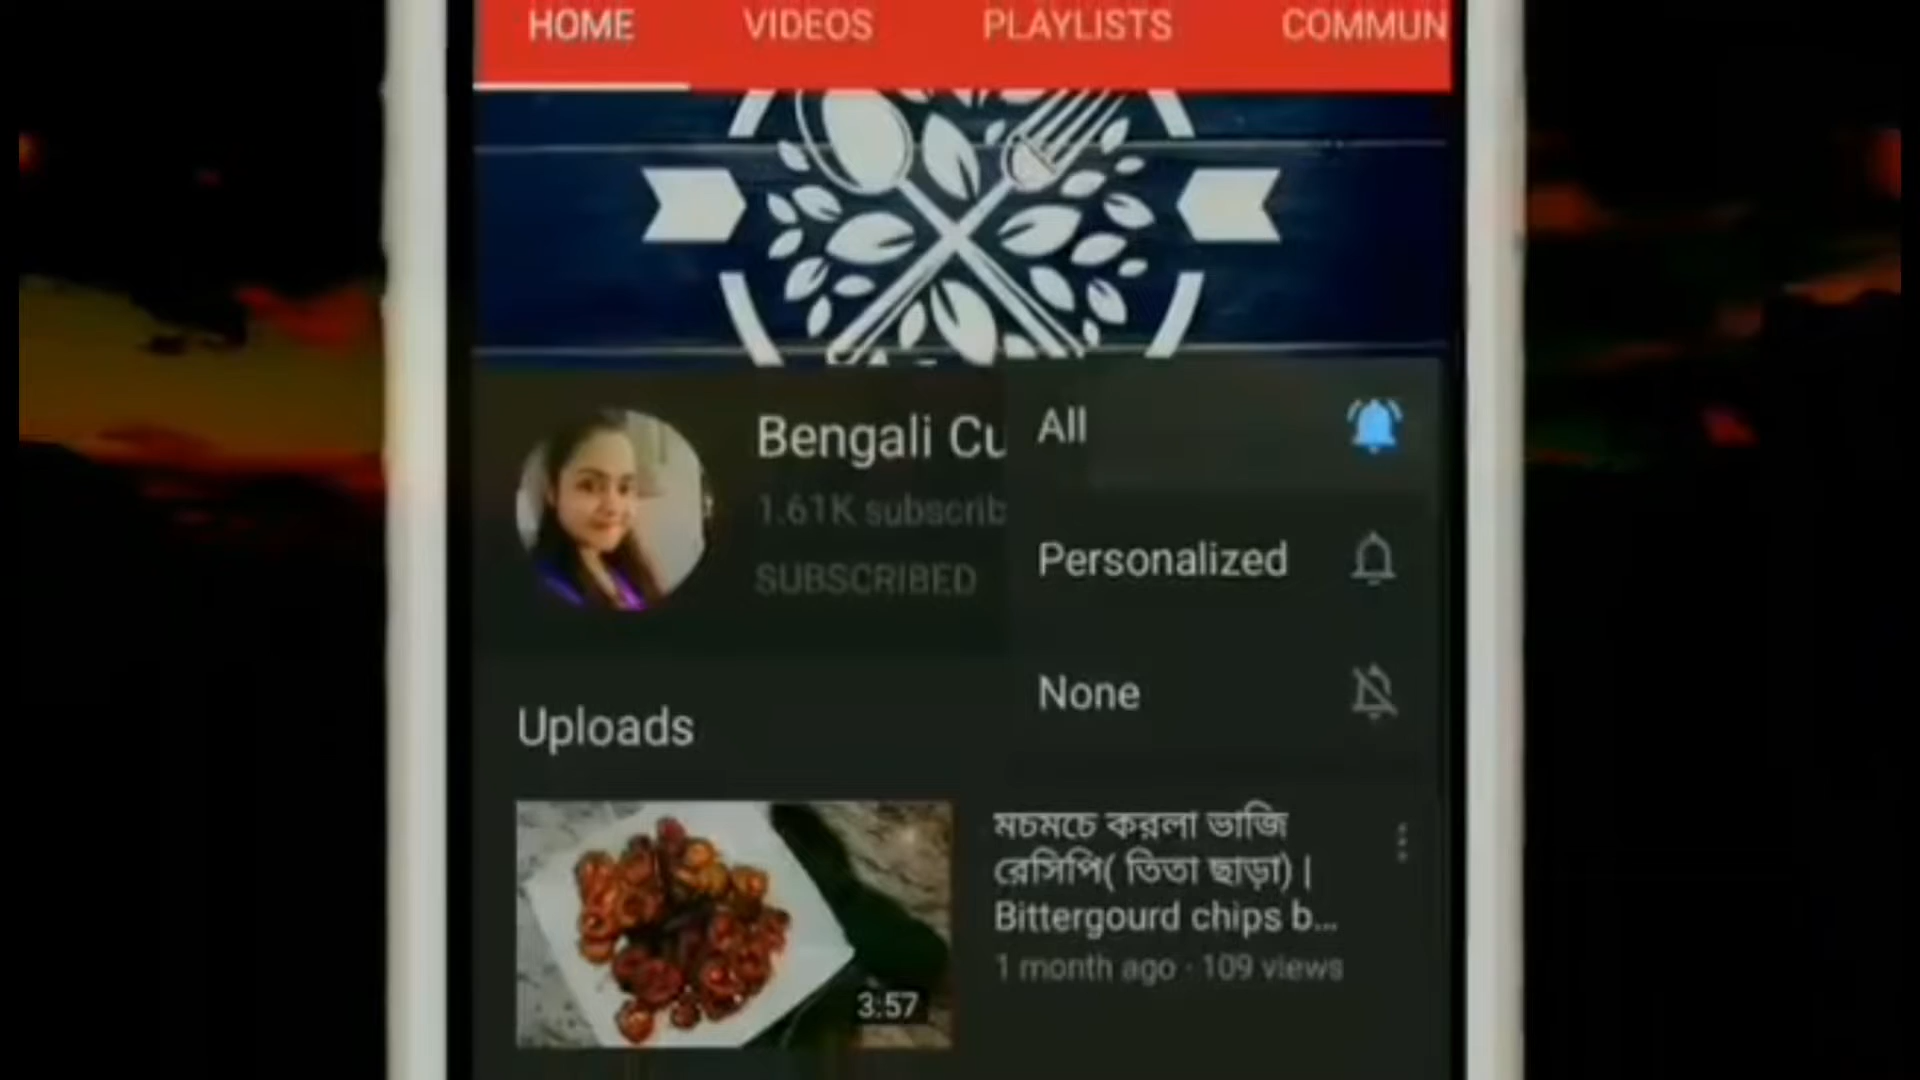 HOME VIDEOS PLAYLISTS COMMUN
Bengali Cu
1.61K subscrib
SUBSCRIBED
All
Personalized
None
Uploads
মচমচে করলা ভাজি
রেসিপি( তিতা ছাড়া) |
Bittergourd chips b...
1 month ago · 109 views
3:57